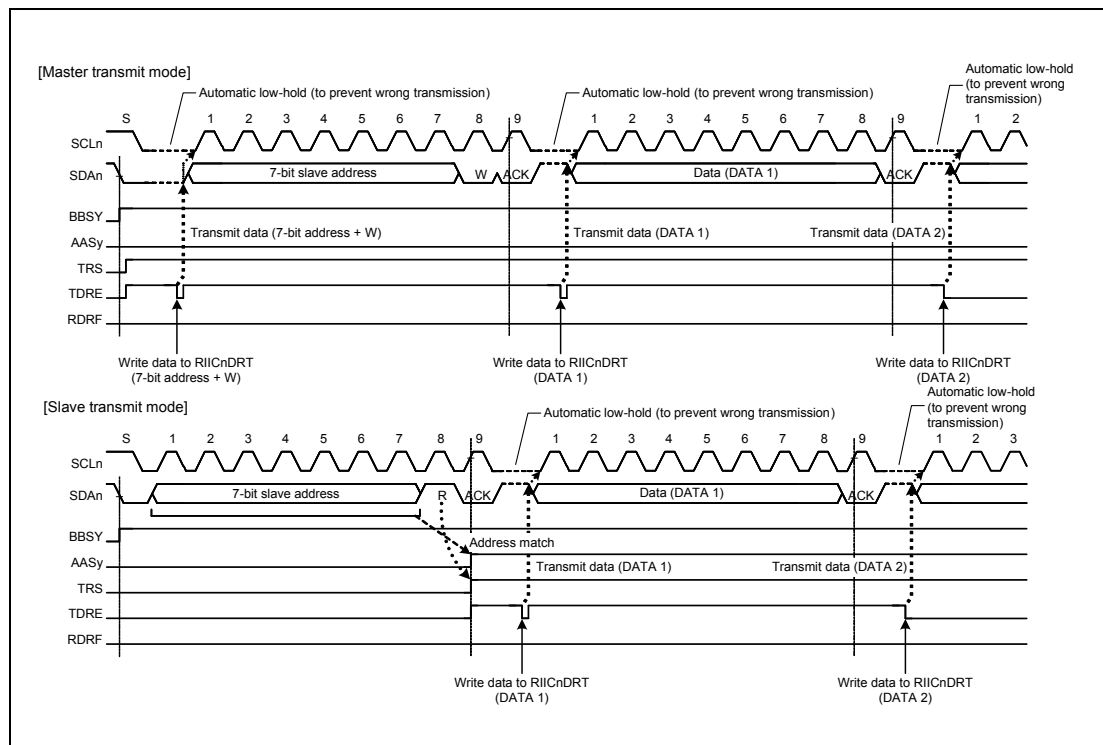 [Master transmit mode]
Automatic low-hold (to prevent wrong transmission)
Automatic low-hold (to prevent wrong transmission)
Automatic low-hold
(to prevent wrong
transmission)
S 1 2 3 4 5 6 7 8 9 1 2 3 4 5 6 7 8 9 1 2
SCLn
SDAn 7-bit slave address W ACK Data (DATA 1) ACK
BBSY
Transmit data (7-bit address + W) Transmit data (DATA 1) Transmit data (DATA 2)
AASy
TRS
TDRE
RDRF
Write data to RIICnDRT
(7-bit address + W)
Write data to RIICnDRT
(DATA 1)
Write data to RIICnDRT
(DATA 2)
[Slave transmit mode]
Automatic low-hold (to prevent wrong transmission)
Automatic low-hold
(to prevent wrong
transmission)
S 1 2 3 4 5 6 7 8 9 1 2 3 4 5 6 7 8 9 1 2 3
SCLn
SDAn 7-bit slave address R ACK Data (DATA 1) ACK
BBSY
Address match
AASy
Transmit data (DATA 1) Transmit data (DATA 2)
TRS
TDRE
RDRF
Write data to RIICnDRT
(DATA 1)
Write data to RIICnDRT
(DATA 2)